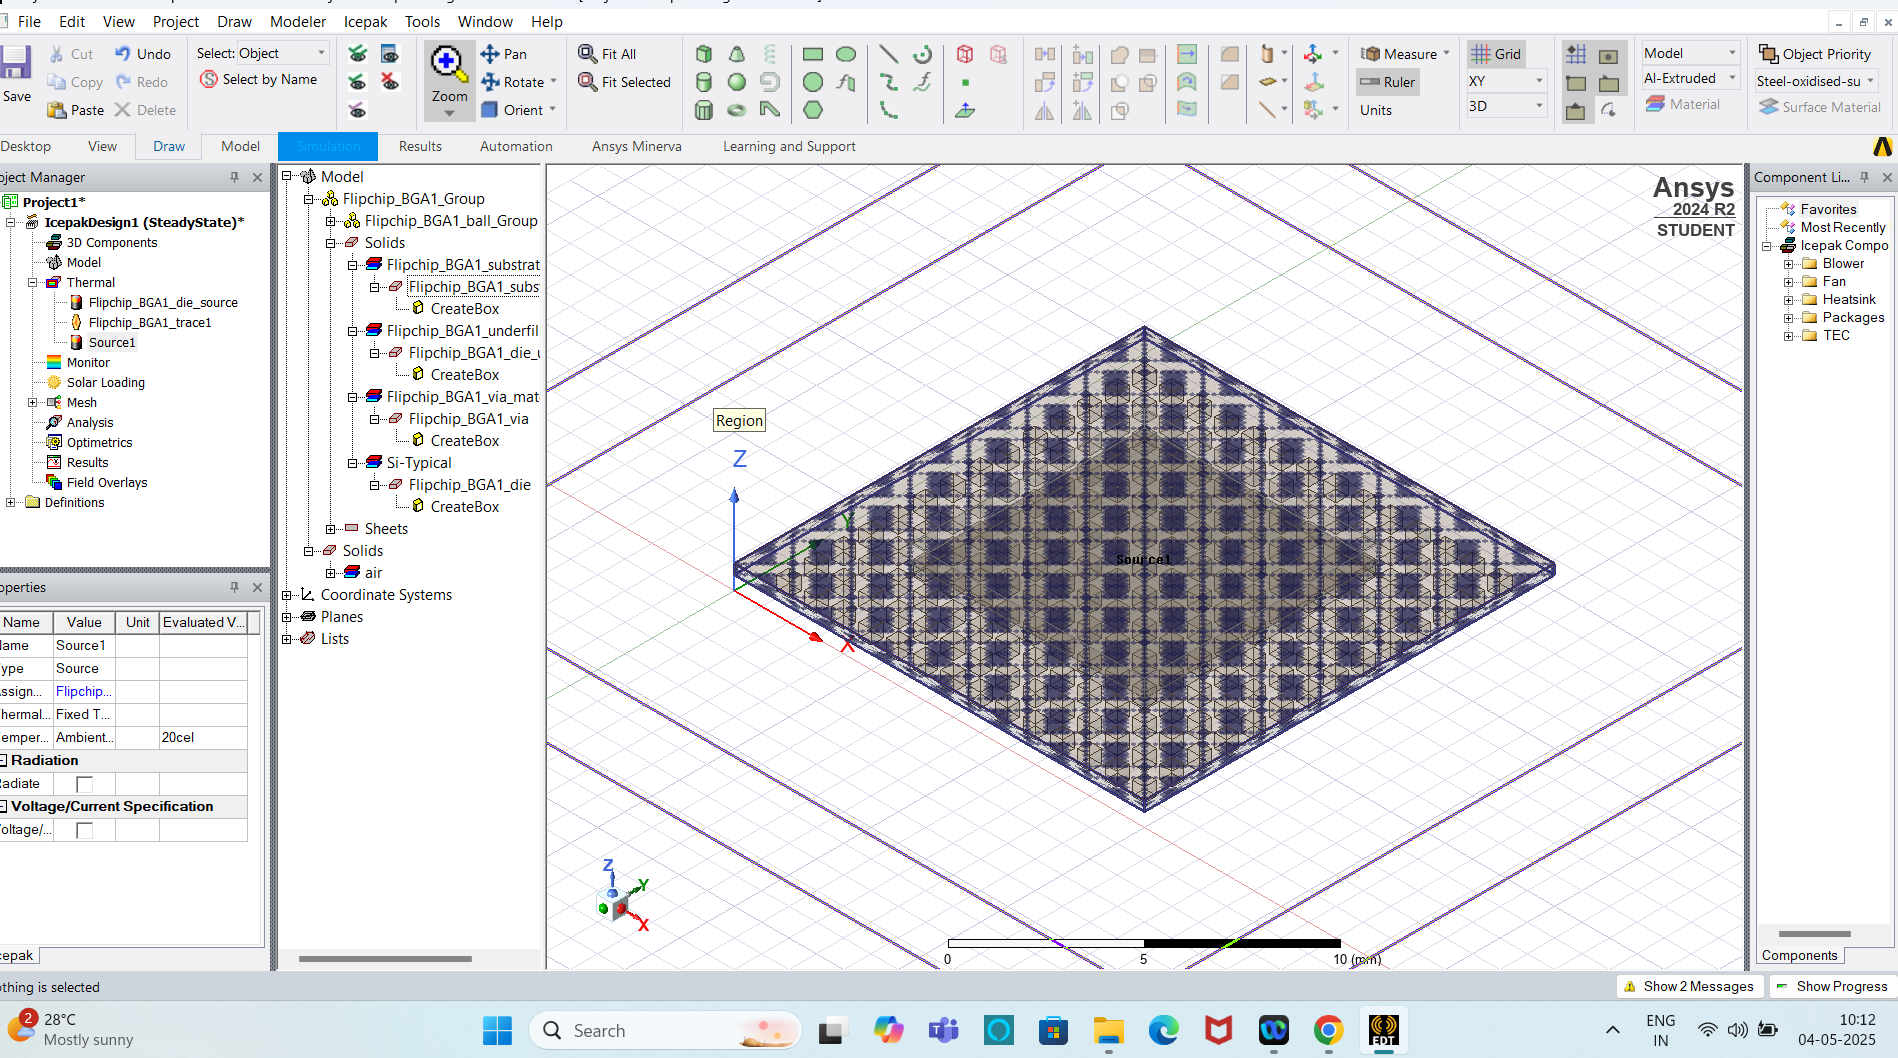 File Edit View Project Draw Modeler Icepak Tools Window Help
Save
Cut
Copy
Paste
Undo
Redo
Delete
Select: Object
Select by Name
Zoom
Pan
Rotate
Orient
Fit All
Fit Selected
Measure
Ruler
Units
Grid
XY
3D
Model
Al-Extruded
Material
Object Priority
Steel-oxidised-su
Surface Material
Desktop View Draw Model Simulation Results Automation Ansys Minerva Learning and Support
oject Manager
Project1*
IcepakDesign1 (SteadyState)*
3D Components
Model
Thermal
Flipchip_BGA1_die_source
Flipchip_BGA1_trace1
Source1
Monitor
Solar Loading
Mesh
Analysis
Optimetrics
Results
Field Overlays
Definitions
operties
Name Value Unit Evaluated V...
ame Source1
ype Source
Assign... Flipchip...
hermal... Fixed T...
emper... Ambient... 20cel
Radiation
adiate
Voltage/Current Specification
oltage/...
cepak
Model
Flipchip_BGA1_Group
Flipchip_BGA1_ball_Group
Solids
Flipchip_BGA1_substrat
Flipchip_BGA1_subs
CreateBox
Flipchip_BGA1_underfil
Flipchip_BGA1_die_u
CreateBox
Flipchip_BGA1_via_mat
Flipchip_BGA1_via
CreateBox
Si-Typical
Flipchip_BGA1_die
CreateBox
Sheets
Solids
air
Coordinate Systems
Planes
Lists
Ansys
2024 R2
STUDENT
Region
Z
Y
X
Source1
Z
Y
X
0 5 10 (mm)
Component Li...
Favorites
Most Recently
Icepak Compo
Blower
Fan
Heatsink
Packages
TEC
Components
othing is selected
Show 2 Messages
Show Progress
2
28°C
Mostly sunny
Search
EDT
ENG
IN
10:12
04-05-2025